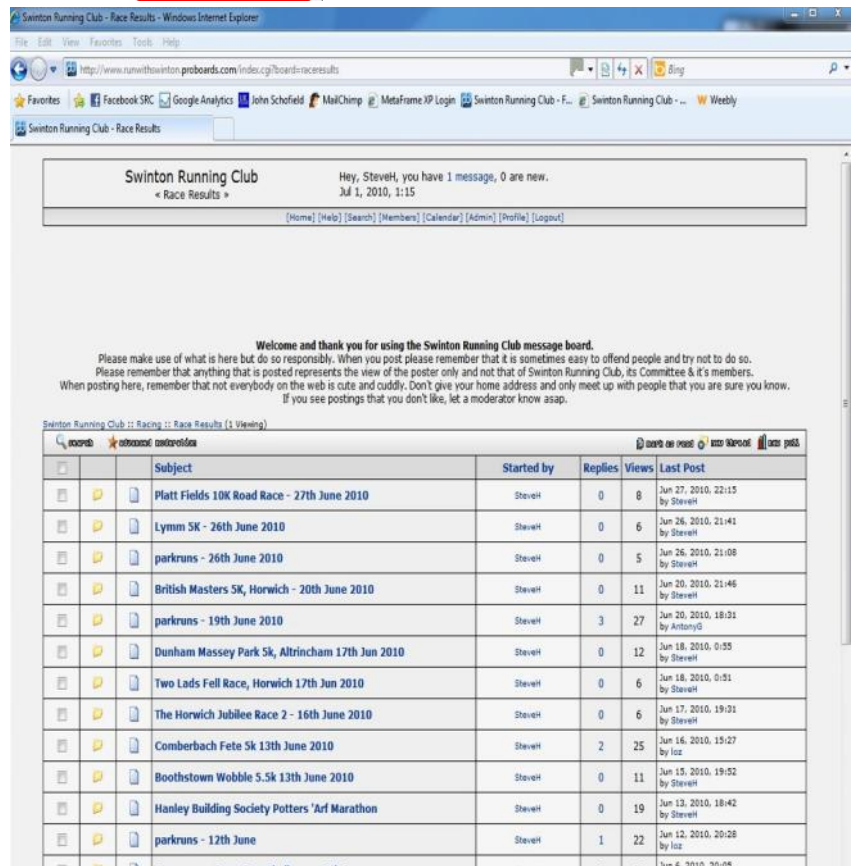 Swinton Running Club - Race Results - Windows Internet Explorer
File Edit View Favorites Tools Help
http://www.runwithswinton.proboards.com/index.cgi?board=raceresults
Bing
Favorites Facebook SRC Google Analytics John Schofield MailChimp MetaFrame XP Login Swinton Running Club - F... Swinton Running Club - ... Weebly
Swinton Running Club - Race Results
Swinton Running Club
« Race Results »
Hey, SteveH, you have 1 message, 0 are new.
Jul 1, 2010, 1:15
[Home] [Help] [Search] [Members] [Calendar] [Admin] [Profile] [Logout]
Welcome and thank you for using the Swinton Running Club message board.
Please make use of what is here but do so responsibly. When you post please remember that it is sometimes easy to offend people and try not to do so.
Please remember that anything that is posted represents the view of the poster only and not that of Swinton Running Club, its Committee & it's members.
When posting here, remember that not everybody on the web is cute and cuddly. Don't give your home address and only meet up with people that you are sure you know.
If you see postings that you don't like, let a moderator know asap.
Swinton Running Club :: Racing :: Race Results (1 Viewing)
search mark as read new thread new poll
Subject Started by Replies Views Last Post
Platt Fields 10K Road Race - 27th June 2010 SteveH 0 8 Jun 27, 2010, 22:15
by SteveH
Lymm 5K - 26th June 2010 SteveH 0 6 Jun 26, 2010, 21:41
by SteveH
parkruns - 26th June 2010 SteveH 0 5 Jun 26, 2010, 21:08
by SteveH
British Masters 5K, Horwich - 20th June 2010 SteveH 0 11 Jun 20, 2010, 21:46
by SteveH
parkruns - 19th June 2010 SteveH 3 27 Jun 20, 2010, 18:31
by AntonyG
Dunham Massey Park 5k, Altrincham 17th Jun 2010 SteveH 0 12 Jun 18, 2010, 0:55
by SteveH
Two Lads Fell Race, Horwich 17th Jun 2010 SteveH 0 6 Jun 18, 2010, 0:51
by SteveH
The Horwich Jubilee Race 2 - 16th June 2010 SteveH 0 6 Jun 17, 2010, 19:31
by SteveH
Comberbach Fete 5k 13th June 2010 SteveH 2 25 Jun 16, 2010, 15:27
by loz
Boothstown Wobble 5.5k 13th June 2010 SteveH 0 11 Jun 15, 2010, 19:52
by SteveH
Hanley Building Society Potters 'Arf Marathon SteveH 0 19 Jun 13, 2010, 18:42
by SteveH
parkruns - 12th June SteveH 1 22 Jun 12, 2010, 20:28
by loz
Jun 6, 2010, 20:05